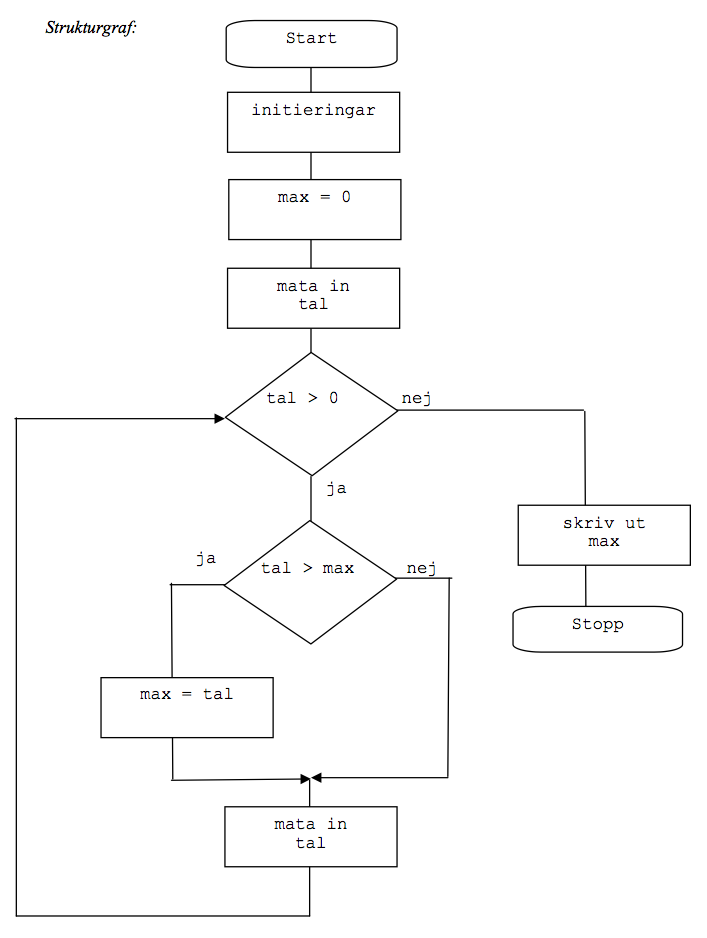 Strukturgraf:
Start
initieringar
max = 0
mata in
tal
tal > 0
nej
ja
skriv ut
max
ja
tal > max
nej
Stopp
max = tal
mata in
tal